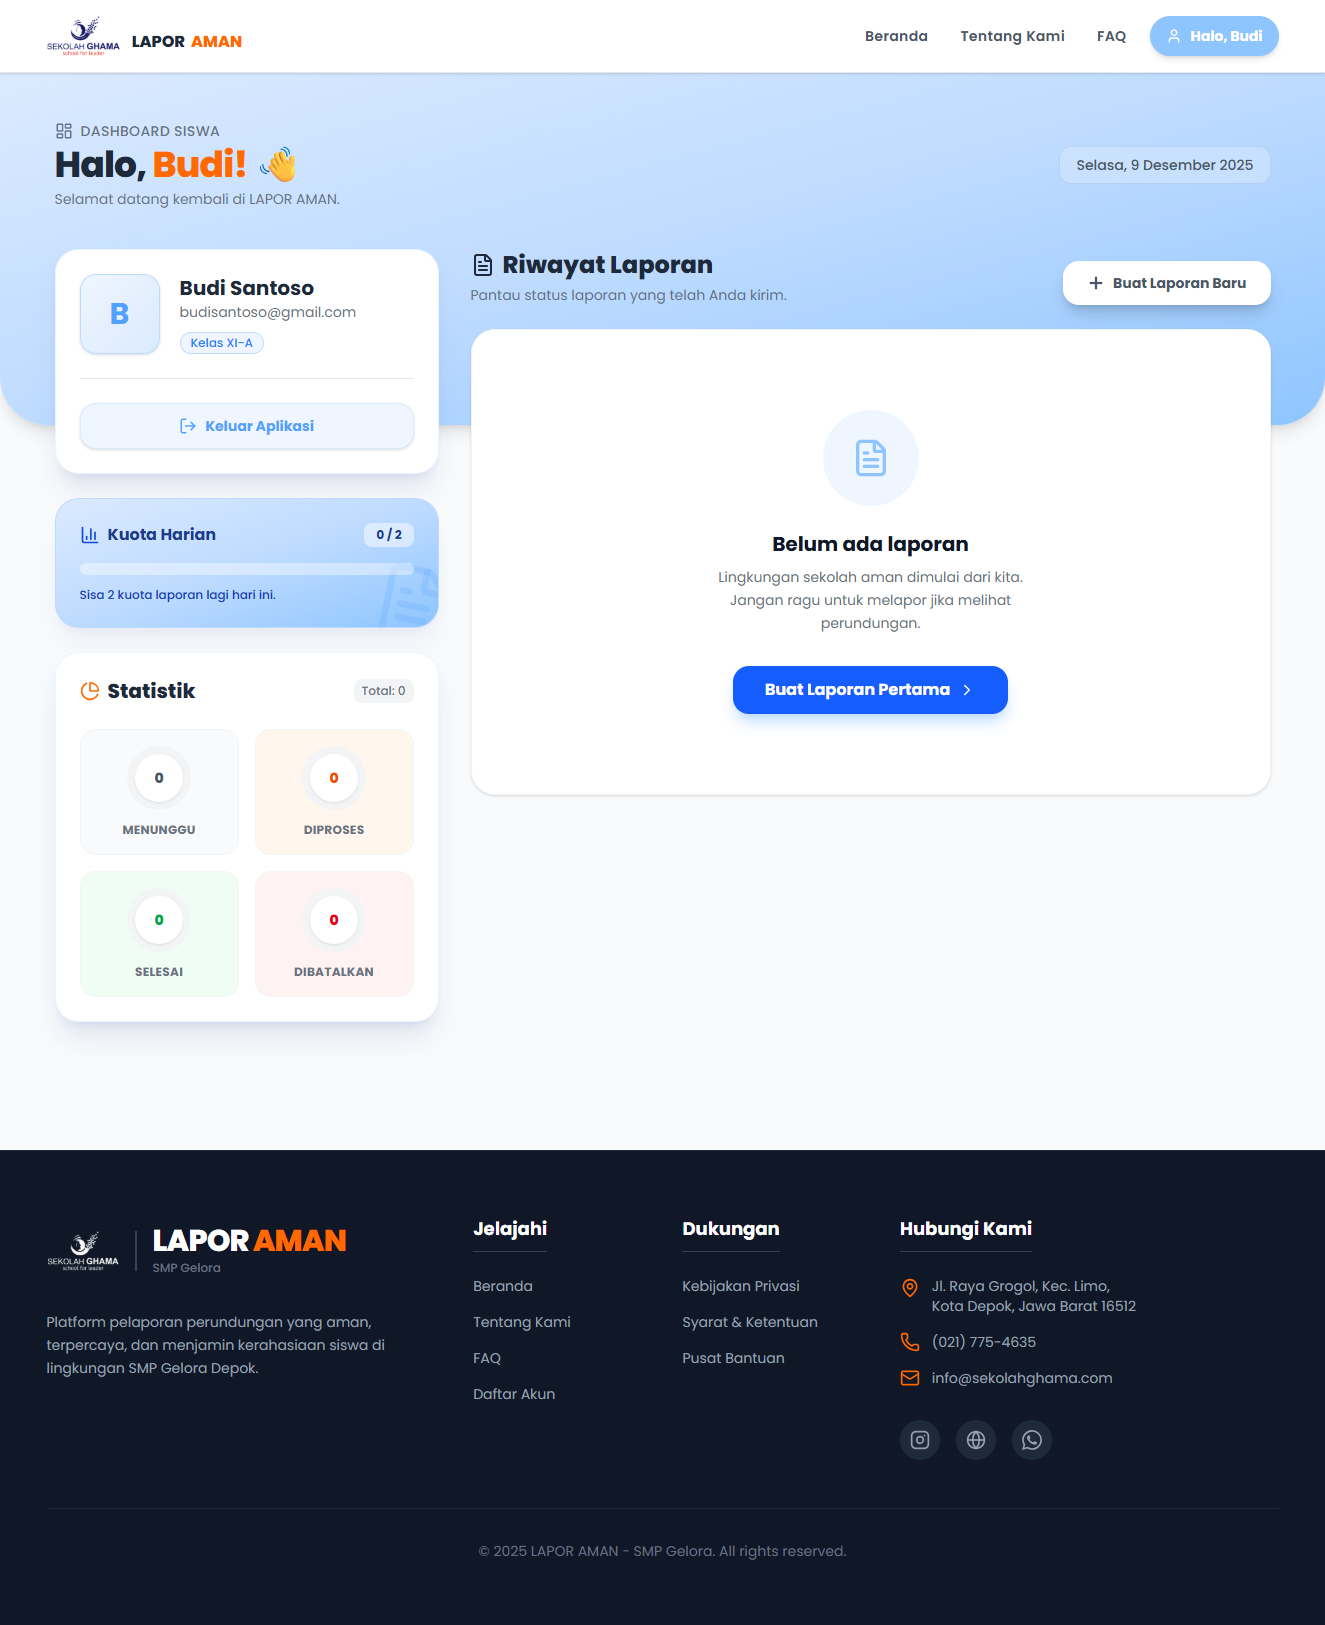 SEKOLAH GHAMA
school for leader
LAPOR AMAN
Beranda
Tentang Kami
FAQ
Halo, Budi
DASHBOARD SISWA
Halo, Budi!
Selamat datang kembali di LAPOR AMAN.
Selasa, 9 Desember 2025
B
Budi Santoso
budisantoso@gmail.com
Kelas XI-A
Keluar Aplikasi
Kuota Harian
0 / 2
Sisa 2 kuota laporan lagi hari ini.
Statistik
Total: 0
0
MENUNGGU
0
DIPROSES
0
SELESAI
0
DIBATALKAN
Riwayat Laporan
Pantau status laporan yang telah Anda kirim.
Buat Laporan Baru
Belum ada laporan
Lingkungan sekolah aman dimulai dari kita.
Jangan ragu untuk melapor jika melihat
perundungan.
Buat Laporan Pertama
SEKOLAH GHAMA
school for leader
LAPOR AMAN
SMP Gelora
Platform pelaporan perundungan yang aman,
terpercaya, dan menjamin kerahasiaan siswa di
lingkungan SMP Gelora Depok.
Jelajahi
Beranda
Tentang Kami
FAQ
Daftar Akun
Dukungan
Kebijakan Privasi
Syarat & Ketentuan
Pusat Bantuan
Hubungi Kami
Jl. Raya Grogol, Kec. Limo,
Kota Depok, Jawa Barat 16512
(021) 775-4635
info@sekolahghama.com
© 2025 LAPOR AMAN - SMP Gelora. All rights reserved.